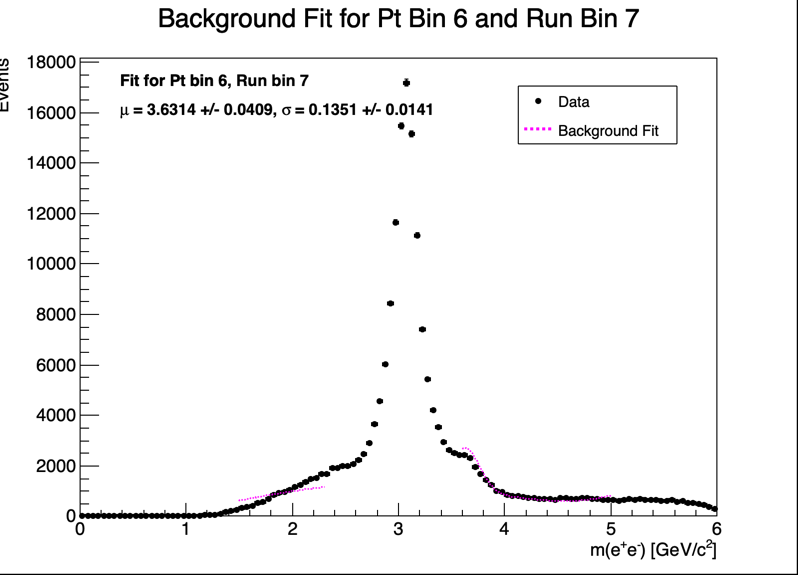 Background Fit for Pt Bin 6 and Run Bin 7
Events
18000
16000
14000
12000
10000
8000
6000
4000
2000
0
Fit for Pt bin 6, Run bin 7
μ = 3.6314 +/- 0.0409, σ = 0.1351 +/- 0.0141
Data
Background Fit
0 1 2 3 4 5 6
m(e⁺e⁻) [GeV/c²]